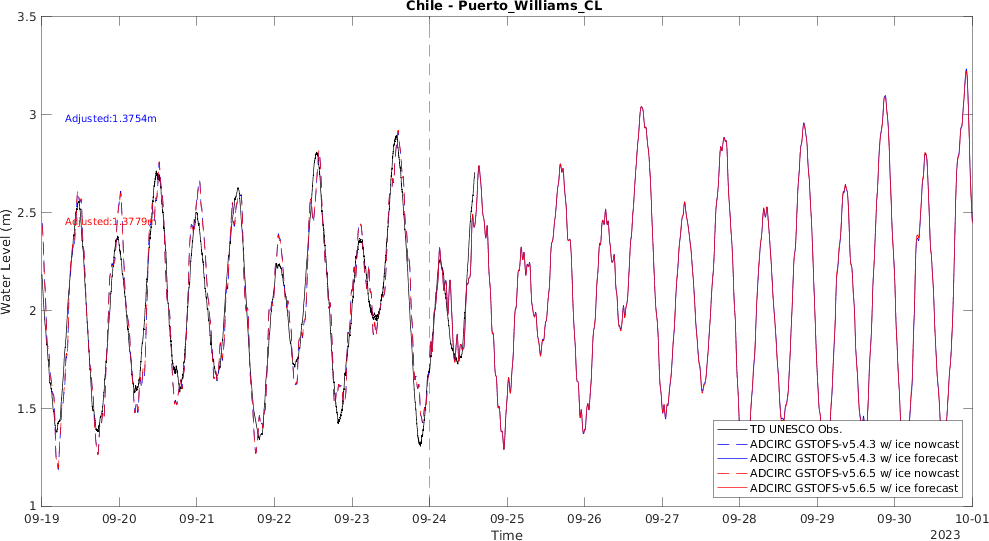 Chile - Puerto_Williams_CL
3.5
3
2.5
2
1.5
1
Water Level (m)
Adjusted:1.3754m
Adjusted:1.3779m
TD UNESCO Obs.
ADCIRC GSTOFS-v5.4.3 w/ ice nowcast
ADCIRC GSTOFS-v5.4.3 w/ ice forecast
ADCIRC GSTOFS-v5.6.5 w/ ice nowcast
ADCIRC GSTOFS-v5.6.5 w/ ice forecast
09-19 09-20 09-21 09-22 09-23 09-24 09-25 09-26 09-27 09-28 09-29 09-30 10-01
Time
2023